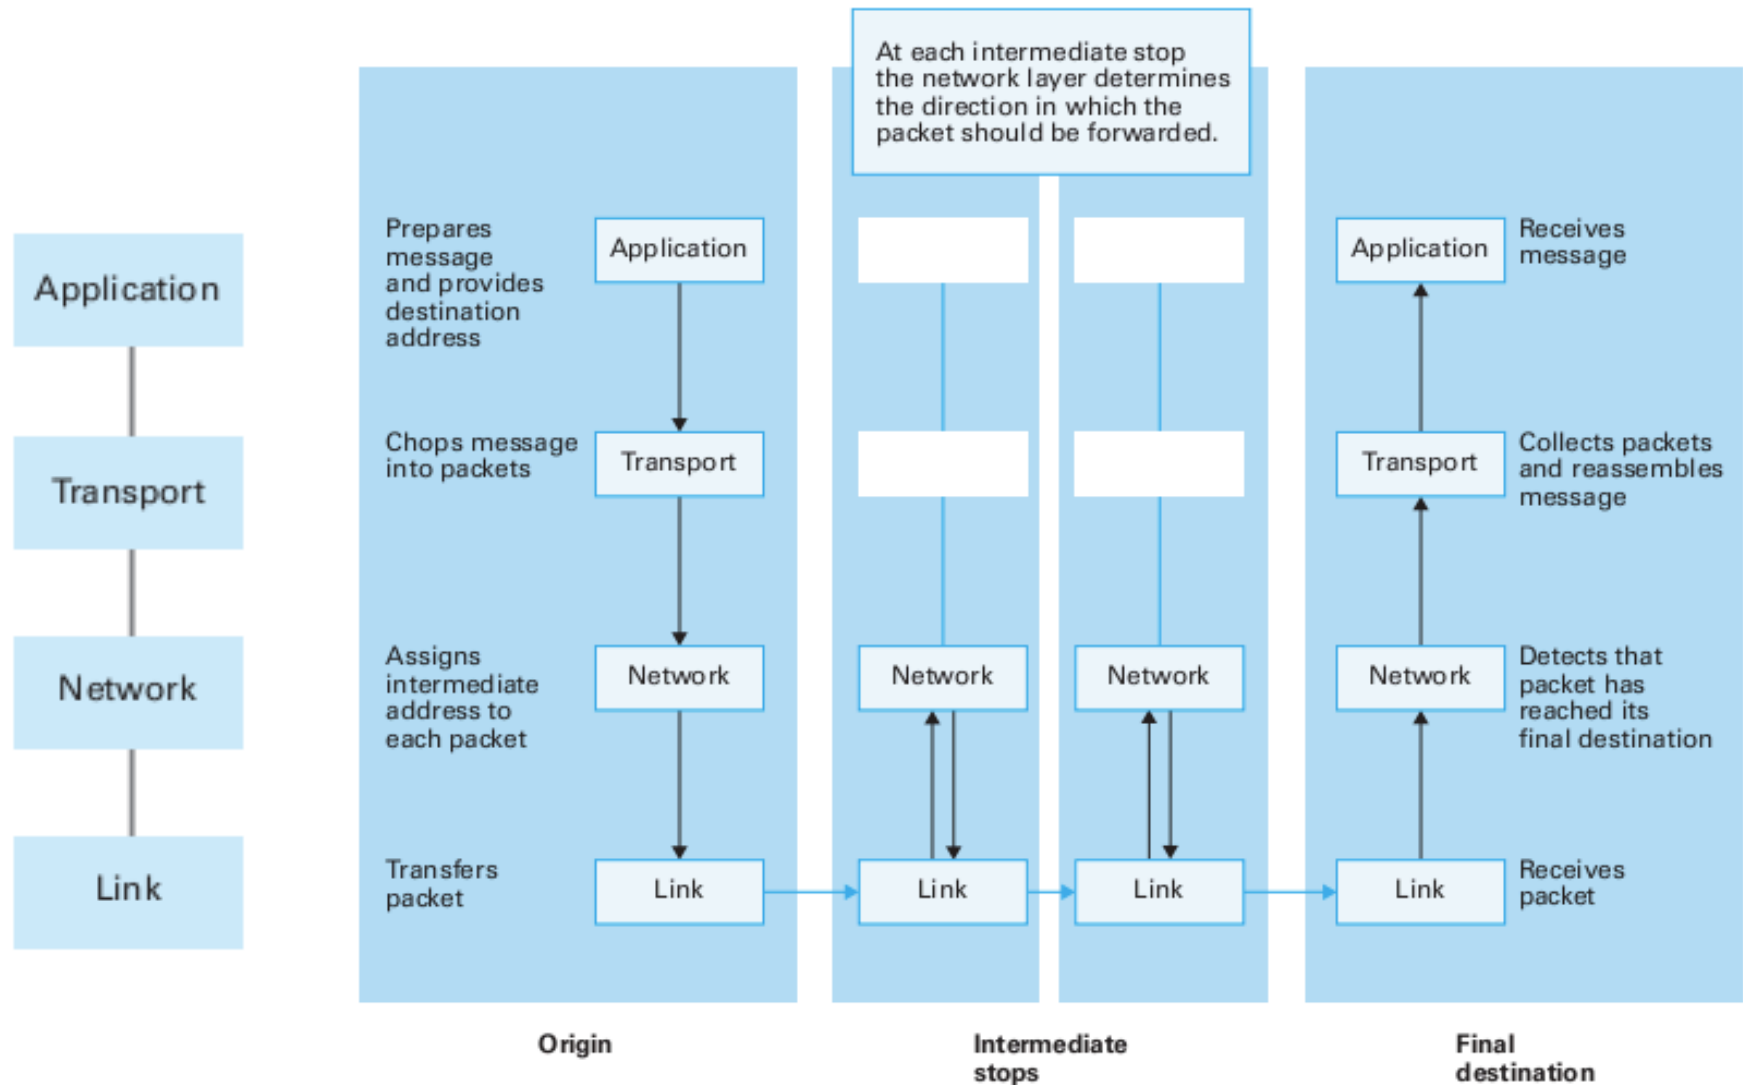 At each intermediate stop
the network layer determines
the direction in which the
packet should be forwarded.
Application
Transport
Network
Link
Prepares
message
and provides
destination
address
Application
Chops message
into packets
Transport
Assigns
intermediate
address to
each packet
Network
Transfers
packet
Link
Network
Link
Network
Link
Application
Receives
message
Transport
Collects packets
and reassembles
message
Network
Detects that
packet has
reached its
final destination
Link
Receives
packet
Origin
Intermediate
stops
Final
destination